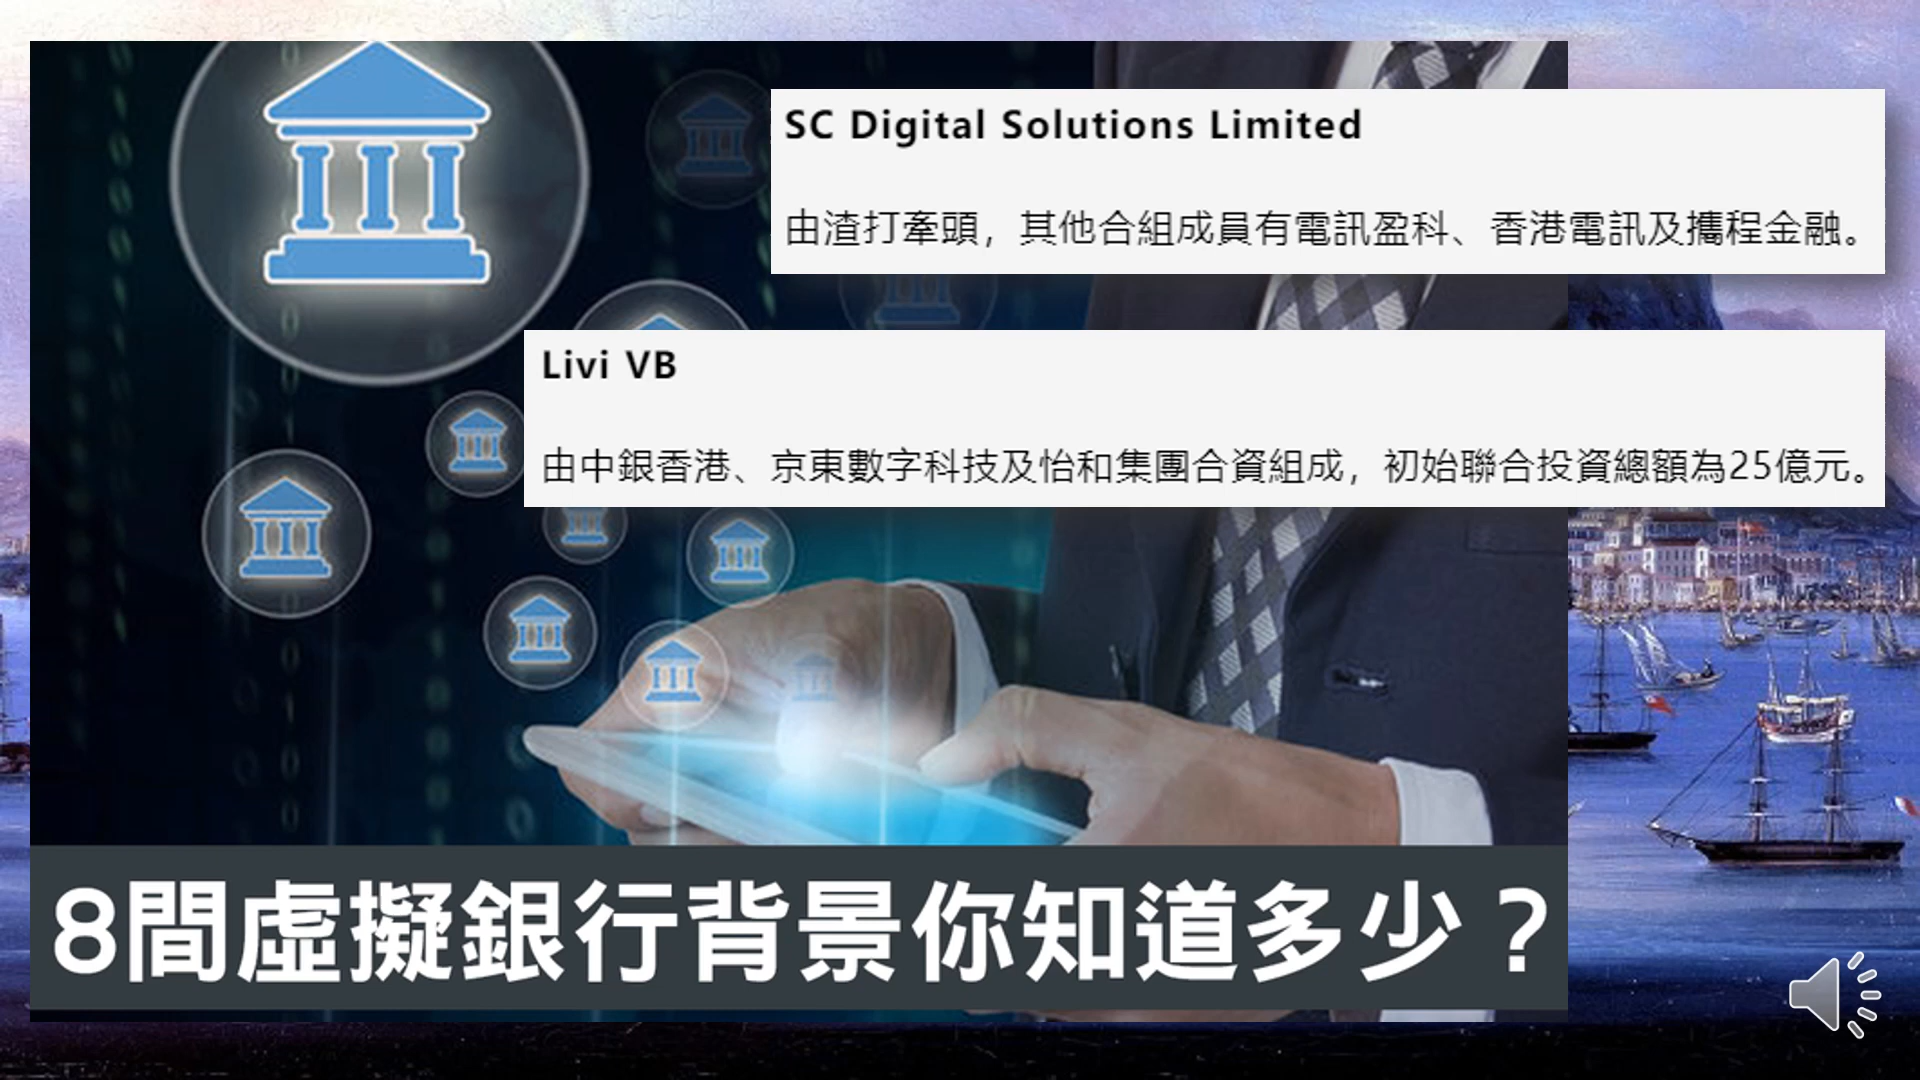 SC Digital Solutions Limited
由渣打牽頭，其他合組成員有電訊盈科、香港電訊及攜程金融。
Livi VB
由中銀香港、京東數字科技及怡和集團合資組成，初始聯合投資總額為25億元。
8間虛擬銀行背景你知道多少？